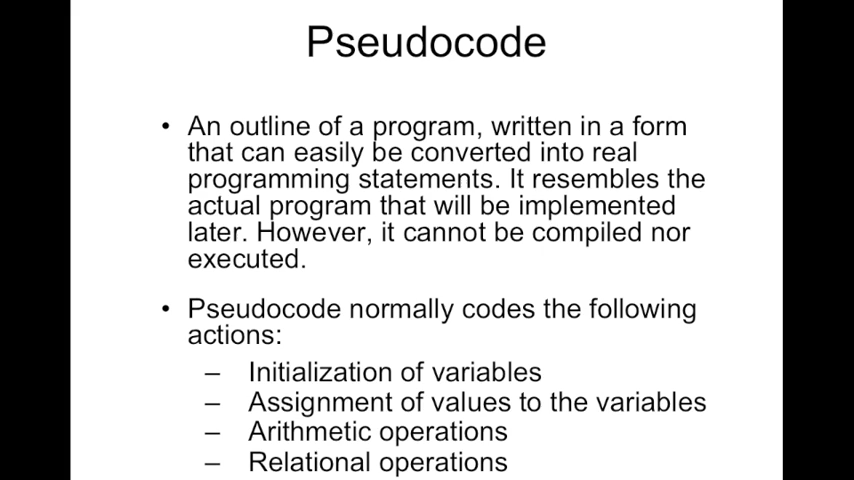 Pseudocode
• An outline of a program, written in a form
that can easily be converted into real
programming statements. It resembles the
actual program that will be implemented
later. However, it cannot be compiled nor
executed.
• Pseudocode normally codes the following
actions:
– Initialization of variables
– Assignment of values to the variables
– Arithmetic operations
– Relational operations